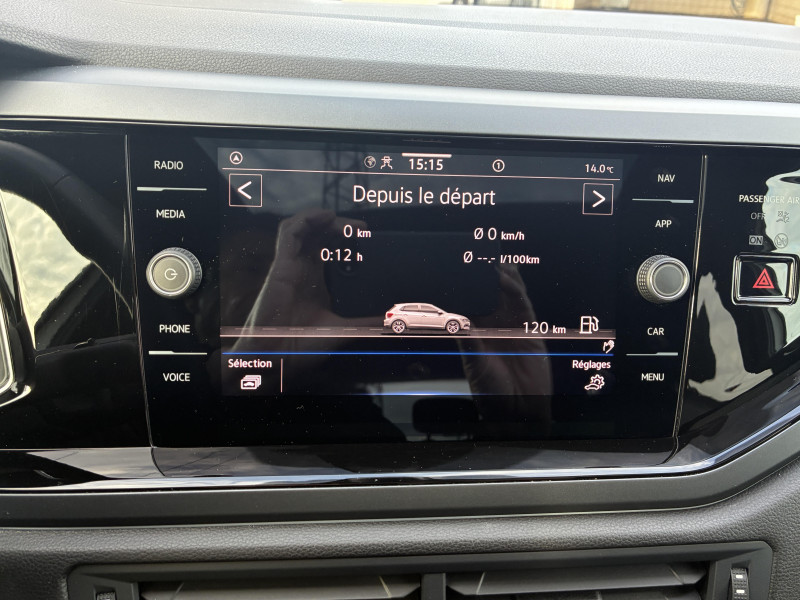 RADIO
MEDIA
PHONE
VOICE
15:15
1
14.0°C
< Depuis le départ >
0 km Ø 0 km/h
0:12 h Ø --.- l/100km
120 km
Sélection Réglages
NAV
APP
CAR
MENU
PASSENGER AIR
OFF
ON